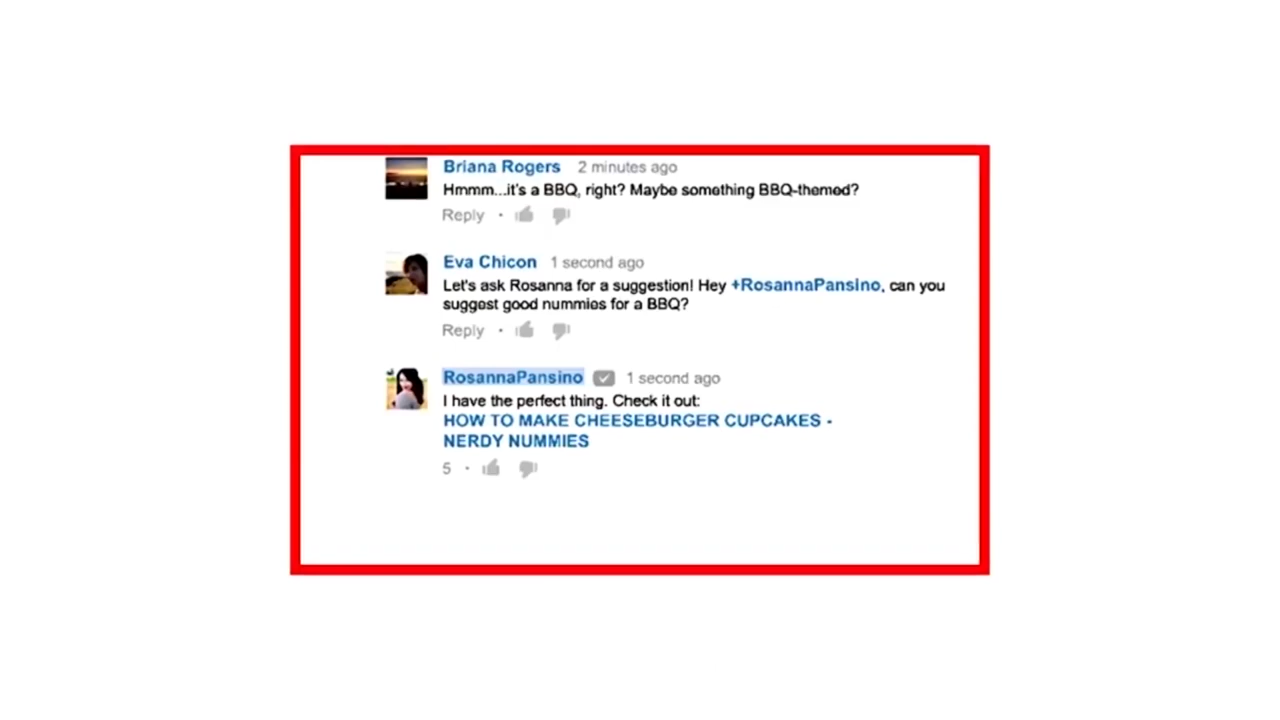 Briana Rogers 2 minutes ago
Hmmm...it's a BBQ, right? Maybe something BBQ-themed?
Reply ·
Eva Chicon 1 second ago
Let's ask Rosanna for a suggestion! Hey +RosannaPansino, can you
suggest good nummies for a BBQ?
Reply ·
RosannaPansino 1 second ago
I have the perfect thing. Check it out:
HOW TO MAKE CHEESEBURGER CUPCAKES -
NERDY NUMMIES
5 ·